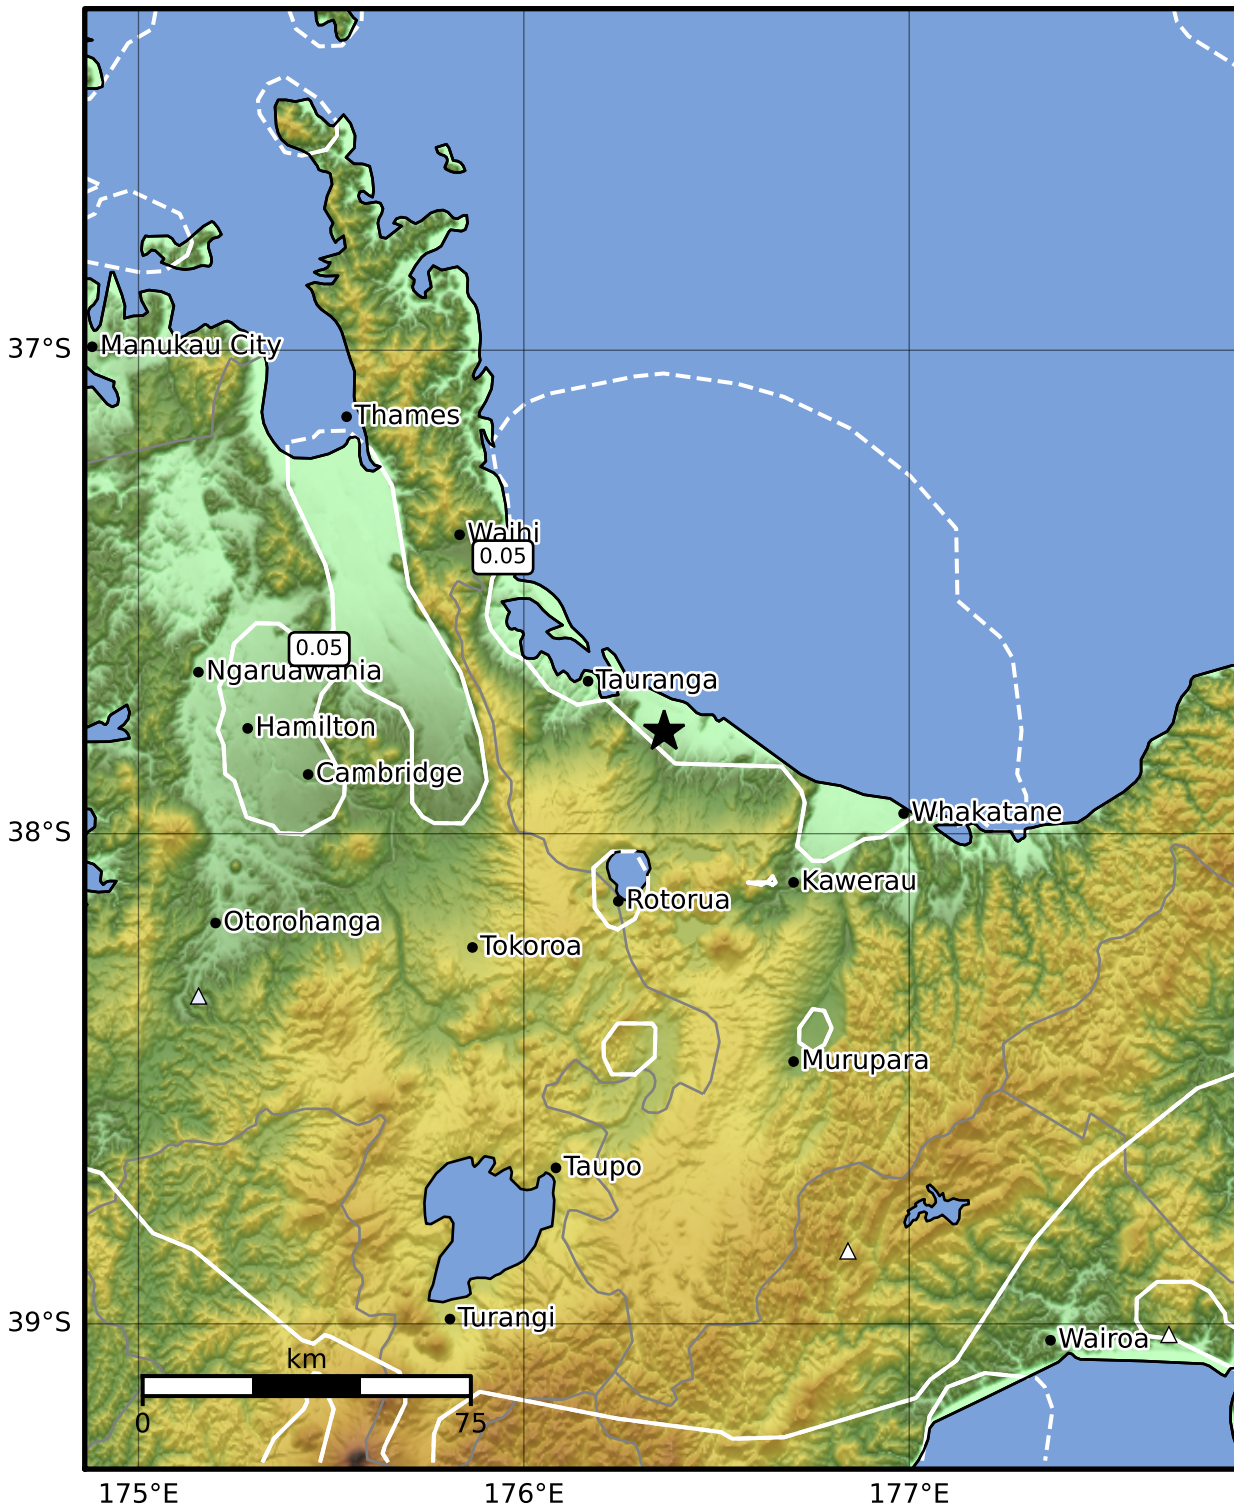 Manukau City
37°S
Thames
Waihi
0.05
0.05
Ngaruawahia
Tauranga
Hamilton
Cambridge
Whakatane
38°S
Kawerau
Rotorua
Otorohanga
Tokoroa
Murupara
Taupo
Turangi
39°S
Wairoa
km
0 75
175°E 176°E 177°E